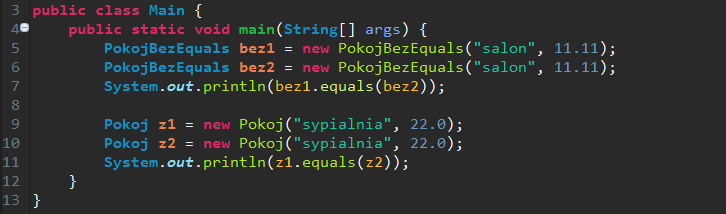 3 public class Main {
4 public static void main(String[] args) {
5 PokojBezEquals bez1 = new PokojBezEquals("salon", 11.11);
6 PokojBezEquals bez2 = new PokojBezEquals("salon", 11.11);
7 System.out.println(bez1.equals(bez2));
8
9 Pokoj z1 = new Pokoj("sypialnia", 22.0);
10 Pokoj z2 = new Pokoj("sypialnia", 22.0);
11 System.out.println(z1.equals(z2));
12 }
13 }